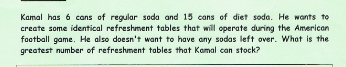 Kamal has 6 cans of regular soda and 15 cans of diet soda. He wants to
create some identical refreshment tables that will operate during the American
football game. He also doesn't want to have any sodas left over. What is the
greatest number of refreshment tables that Kamal can stock?